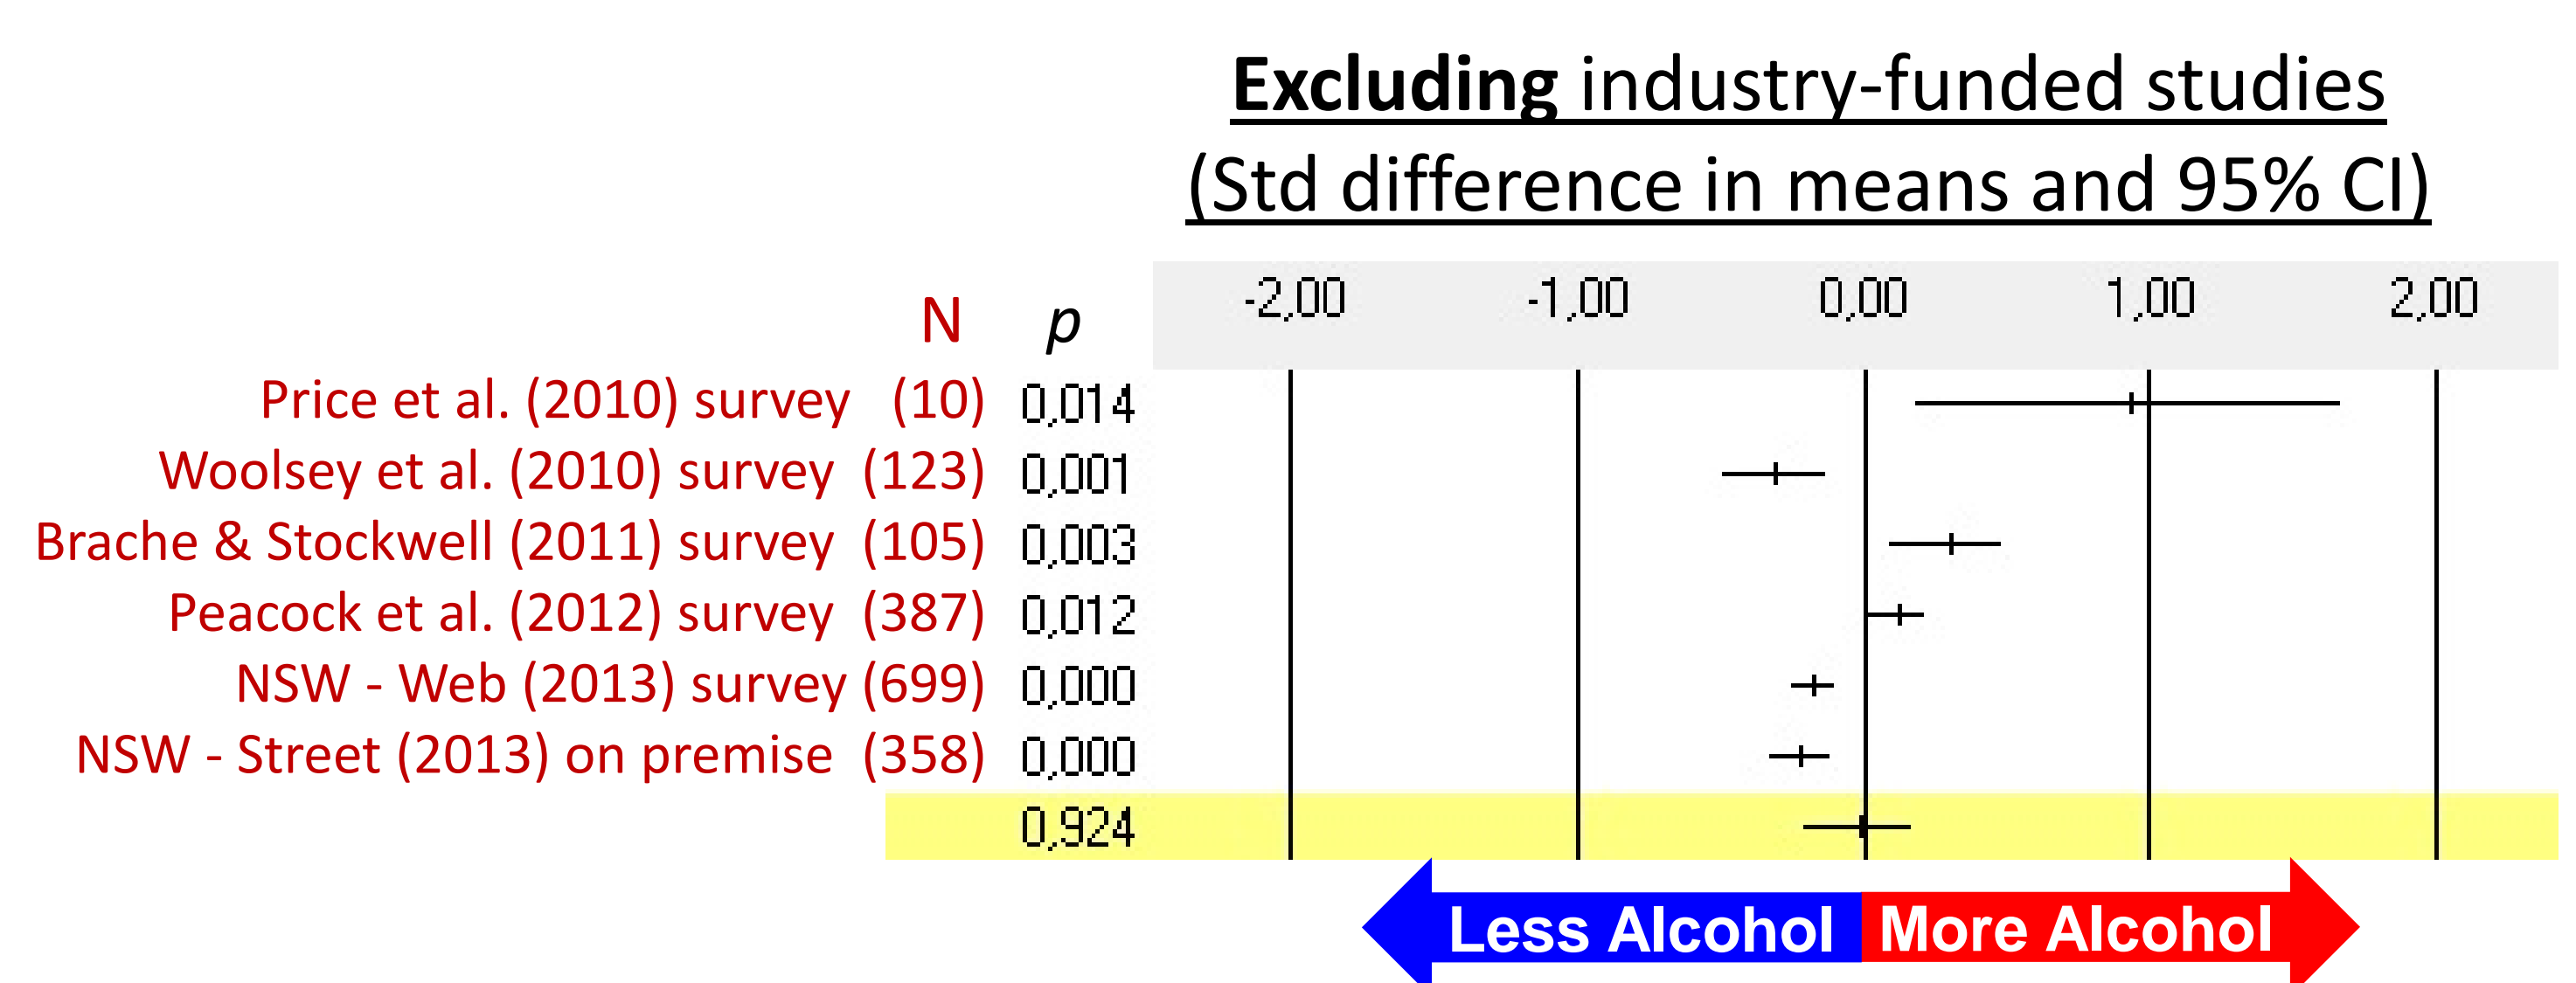 Excluding industry-funded studies
(Std difference in means and 95% CI)
N p -2,00 -1,00 0,00 1,00 2,00
Price et al. (2010) survey (10) 0,014
Woolsey et al. (2010) survey (123) 0,001
Brache & Stockwell (2011) survey (105) 0,003
Peacock et al. (2012) survey (387) 0,012
NSW - Web (2013) survey (699) 0,000
NSW - Street (2013) on premise (358) 0,000
0,924
Less Alcohol More Alcohol